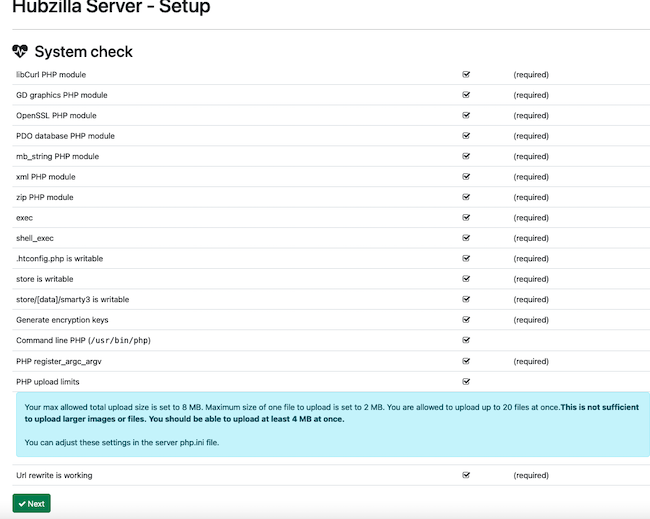 Hubzilla Server - Setup
System check
libCurl PHP module (required)
GD graphics PHP module (required)
OpenSSL PHP module (required)
PDO database PHP module (required)
mb_string PHP module (required)
xml PHP module (required)
zip PHP module (required)
exec (required)
shell_exec (required)
.htconfig.php is writable (required)
store is writable (required)
store/[data]/smarty3 is writable (required)
Generate encryption keys (required)
Command line PHP (/usr/bin/php)
PHP register_argc_argv (required)
PHP upload limits
Your max allowed total upload size is set to 8 MB. Maximum size of one file to upload is set to 2 MB. You are allowed to upload up to 20 files at once.This is not sufficient
to upload larger images or files. You should be able to upload at least 4 MB at once.
You can adjust these settings in the server php.ini file.
Url rewrite is working (required)
Next